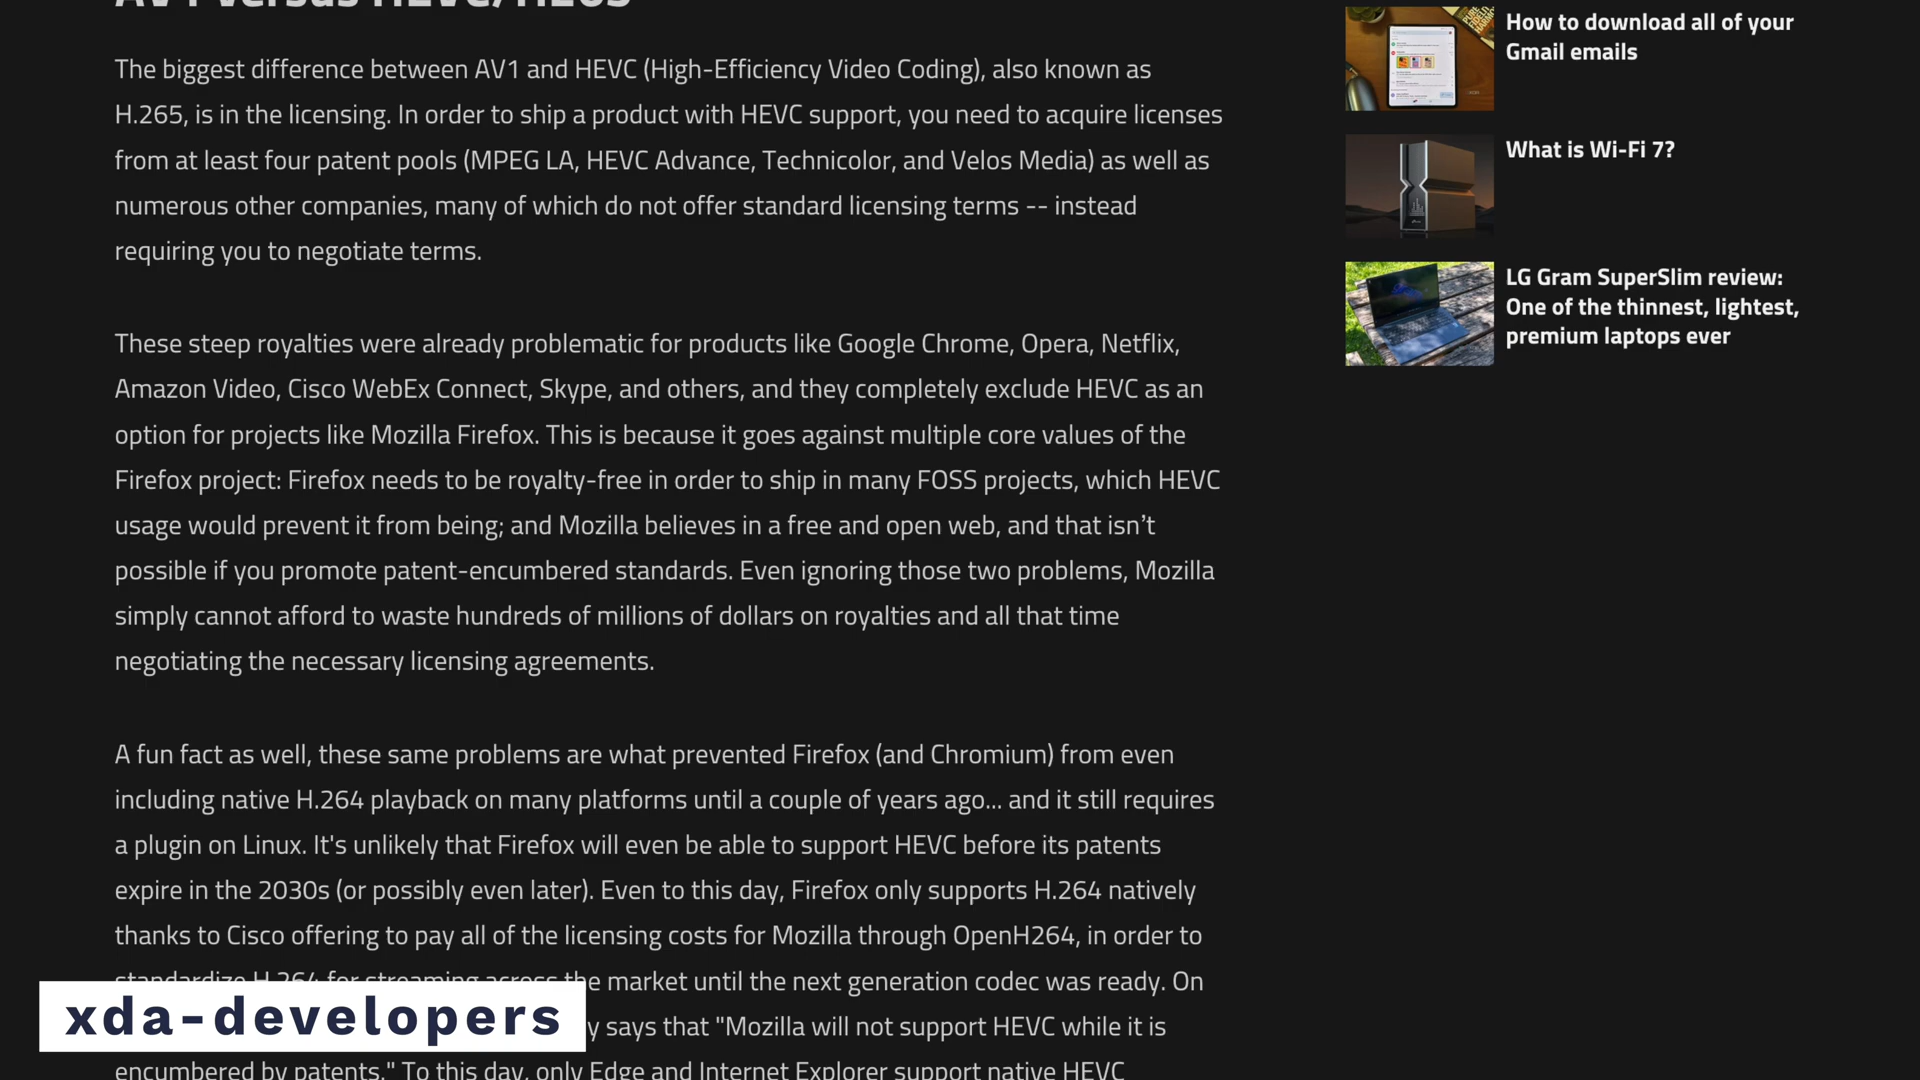 AV1 versus HEVC/H265
The biggest difference between AV1 and HEVC (High-Efficiency Video Coding), also known as
H.265, is in the licensing. In order to ship a product with HEVC support, you need to acquire licenses
from at least four patent pools (MPEG LA, HEVC Advance, Technicolor, and Velos Media) as well as
numerous other companies, many of which do not offer standard licensing terms -- instead
requiring you to negotiate terms.
These steep royalties were already problematic for products like Google Chrome, Opera, Netflix,
Amazon Video, Cisco WebEx Connect, Skype, and others, and they completely exclude HEVC as an
option for projects like Mozilla Firefox. This is because it goes against multiple core values of the
Firefox project: Firefox needs to be royalty-free in order to ship in many FOSS projects, which HEVC
usage would prevent it from being; and Mozilla believes in a free and open web, and that isn’t
possible if you promote patent-encumbered standards. Even ignoring those two problems, Mozilla
simply cannot afford to waste hundreds of millions of dollars on royalties and all that time
negotiating the necessary licensing agreements.
A fun fact as well, these same problems are what prevented Firefox (and Chromium) from even
including native H.264 playback on many platforms until a couple of years ago... and it still requires
a plugin on Linux. It's unlikely that Firefox will even be able to support HEVC before its patents
expire in the 2030s (or possibly even later). Even to this day, Firefox only supports H.264 natively
thanks to Cisco offering to pay all of the licensing costs for Mozilla through OpenH264, in order to
standardize H.264 for streaming across the market until the next generation codec was ready. On
y says that "Mozilla will not support HEVC while it is
encumbered by patents." To this day, only Edge and Internet Explorer support native HEVC
xda-developers
How to download all of your
Gmail emails
What is Wi-Fi 7?
LG Gram SuperSlim review:
One of the thinnest, lightest,
premium laptops ever